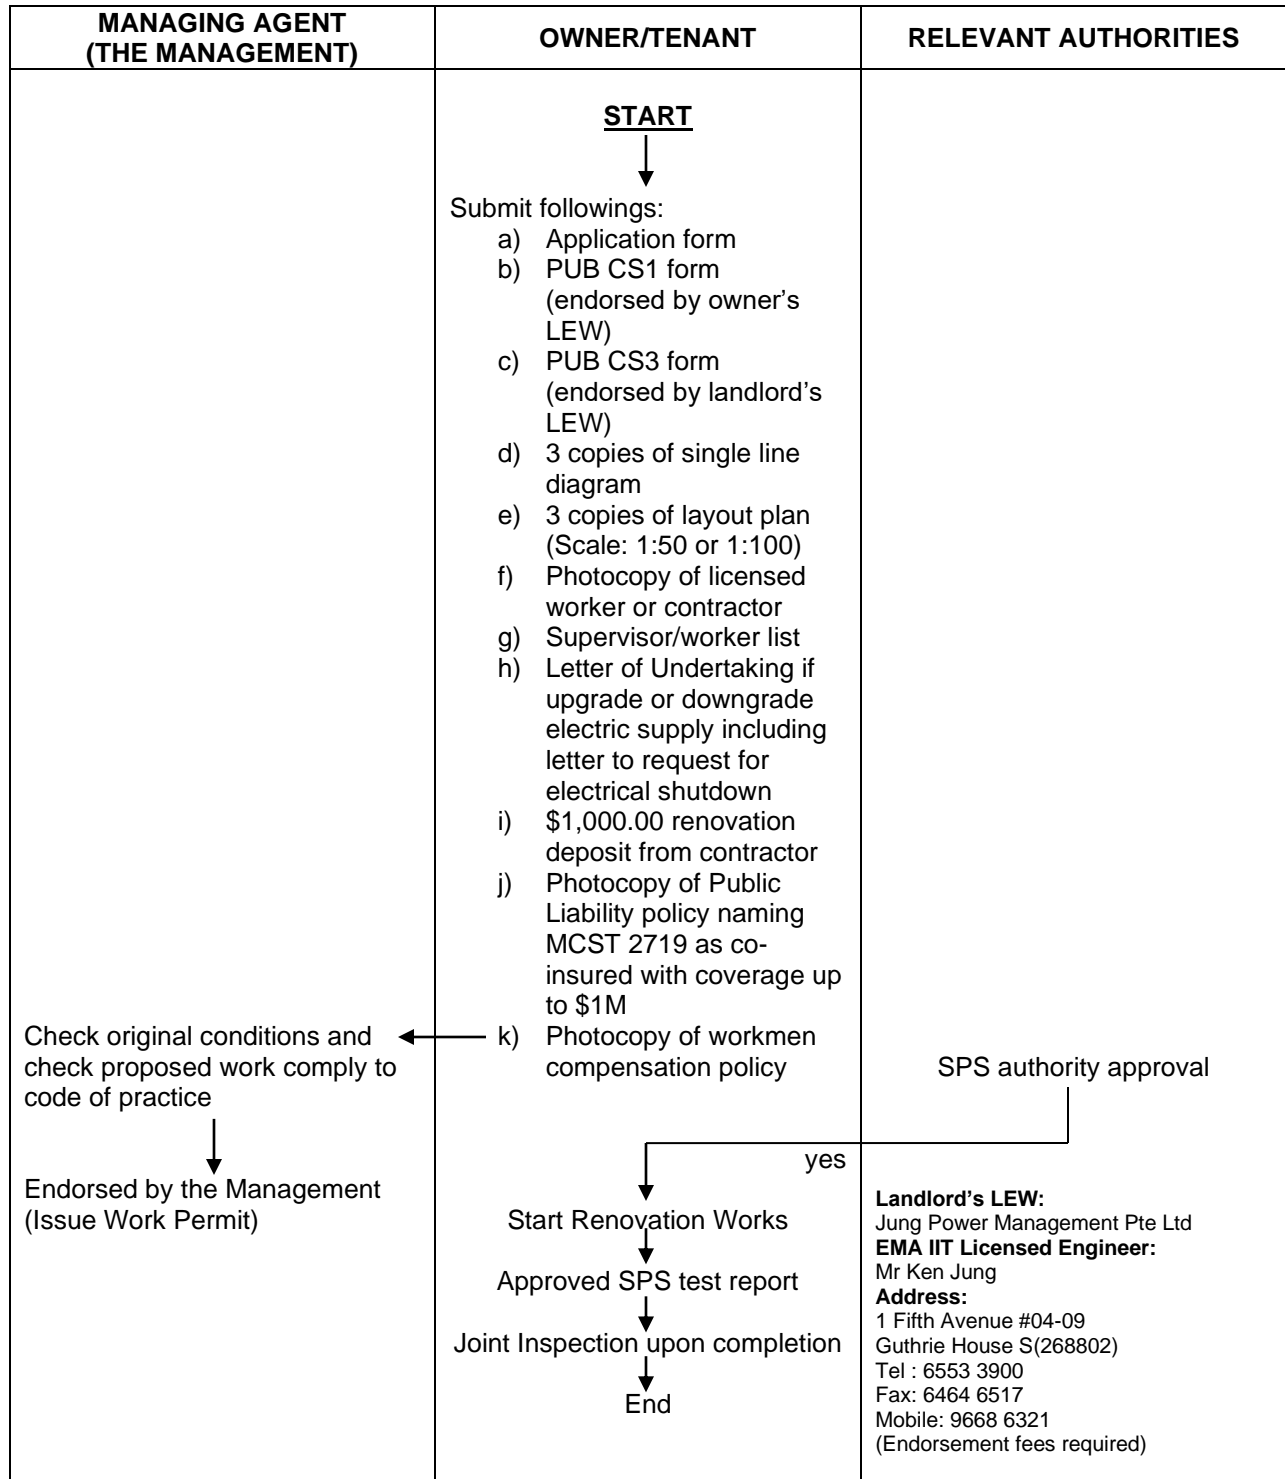 MANAGING AGENT
(THE MANAGEMENT)
OWNER/TENANT
RELEVANT AUTHORITIES
START
Submit followings:
a) Application form
b) PUB CS1 form
(endorsed by owner’s
LEW)
c) PUB CS3 form
(endorsed by landlord’s
LEW)
d) 3 copies of single line
diagram
e) 3 copies of layout plan
(Scale: 1:50 or 1:100)
f) Photocopy of licensed
worker or contractor
g) Supervisor/worker list
h) Letter of Undertaking if
upgrade or downgrade
electric supply including
letter to request for
electrical shutdown
i) $1,000.00 renovation
deposit from contractor
j) Photocopy of Public
Liability policy naming
MCST 2719 as co-
insured with coverage up
to $1M
k) Photocopy of workmen
compensation policy
Check original conditions and
check proposed work comply to
code of practice
Endorsed by the Management
(Issue Work Permit)
SPS authority approval
yes
Start Renovation Works
Approved SPS test report
Joint Inspection upon completion
End
Landlord’s LEW:
Jung Power Management Pte Ltd
EMA IIT Licensed Engineer:
Mr Ken Jung
Address:
1 Fifth Avenue #04-09
Guthrie House S(268802)
Tel : 6553 3900
Fax: 6464 6517
Mobile: 9668 6321
(Endorsement fees required)